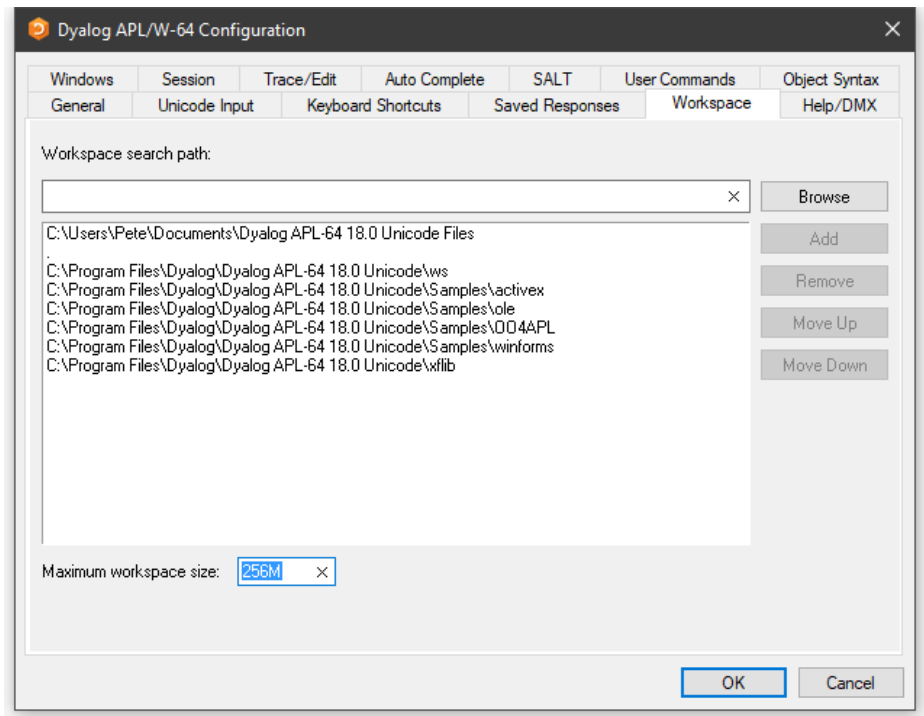 Dyalog APL/W-64 Configuration
Windows Session Trace/Edit Auto Complete SALT User Commands Object Syntax
General Unicode Input Keyboard Shortcuts Saved Responses Workspace Help/DMX
Workspace search path:
Browse
C:\Users\Pete\Documents\Dyalog APL-64 18.0 Unicode Files
Add
.
C:\Program Files\Dyalog\Dyalog APL-64 18.0 Unicode\ws
C:\Program Files\Dyalog\Dyalog APL-64 18.0 Unicode\Samples\activex
Remove
C:\Program Files\Dyalog\Dyalog APL-64 18.0 Unicode\Samples\ole
C:\Program Files\Dyalog\Dyalog APL-64 18.0 Unicode\Samples\OO4APL
Move Up
C:\Program Files\Dyalog\Dyalog APL-64 18.0 Unicode\Samples\winforms
C:\Program Files\Dyalog\Dyalog APL-64 18.0 Unicode\xflib
Move Down
Maximum workspace size: 256M
OK Cancel